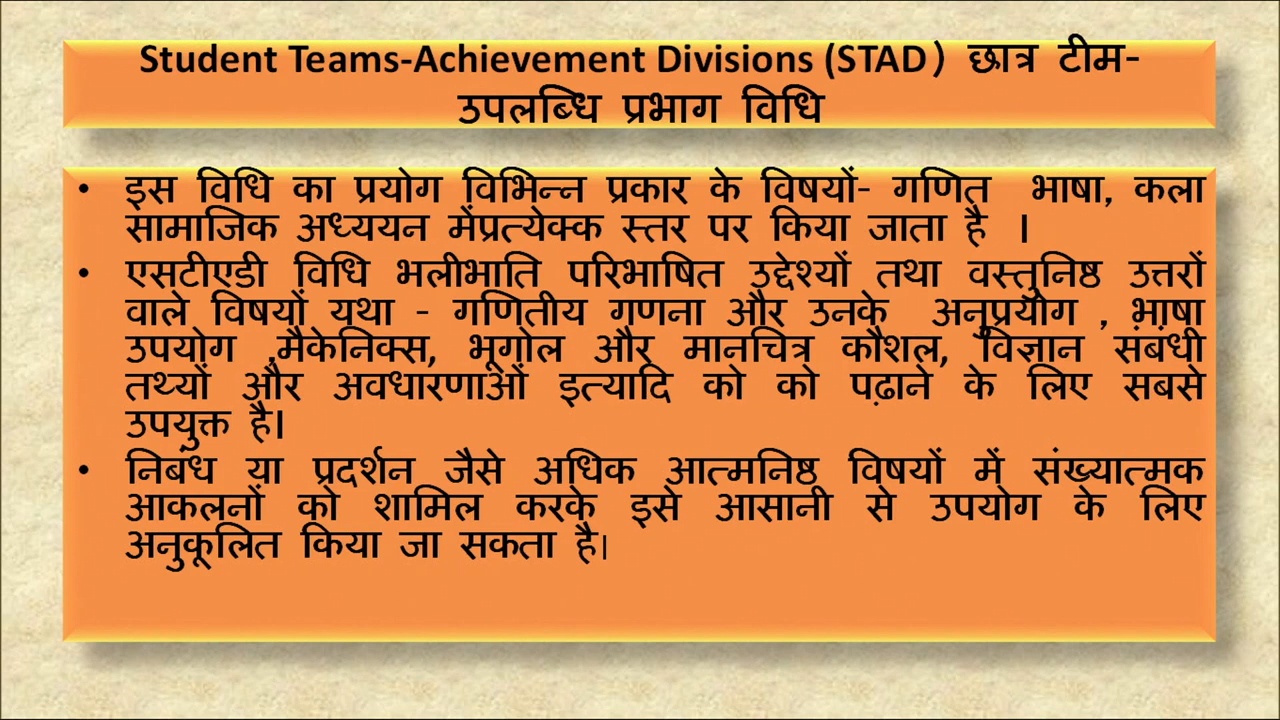 Student Teams-Achievement Divisions (STAD) छात्र टीम-
उपलब्धि प्रभाग विधि
• इस विधि का प्रयोग विभिन्न प्रकार के विषयों- गणित भाषा, कला
सामाजिक अध्ययन मेंप्रत्येक्क स्तर पर किया जाता है ।
• एसटीएडी विधि भलीभाति परिभाषित उद्देश्यों तथा वस्तुनिष्ठ उत्तरों
वाले विषयों यथा - गणितीय गणना और उनके अनुप्रयोग , भाषा
उपयोग ,मैकेनिक्स, भूगोल और मानचित्र कौशल, विज्ञान संबंधी
तथ्यों और अवधारणाओं इत्यादि को को पढ़ाने के लिए सबसे
उपयुक्त है।
• निबंध या प्रदर्शन जैसे अधिक आत्मनिष्ठ विषयों में संख्यात्मक
आकलनों को शामिल करके इसे आसानी से उपयोग के लिए
अनुकूलित किया जा सकता है।